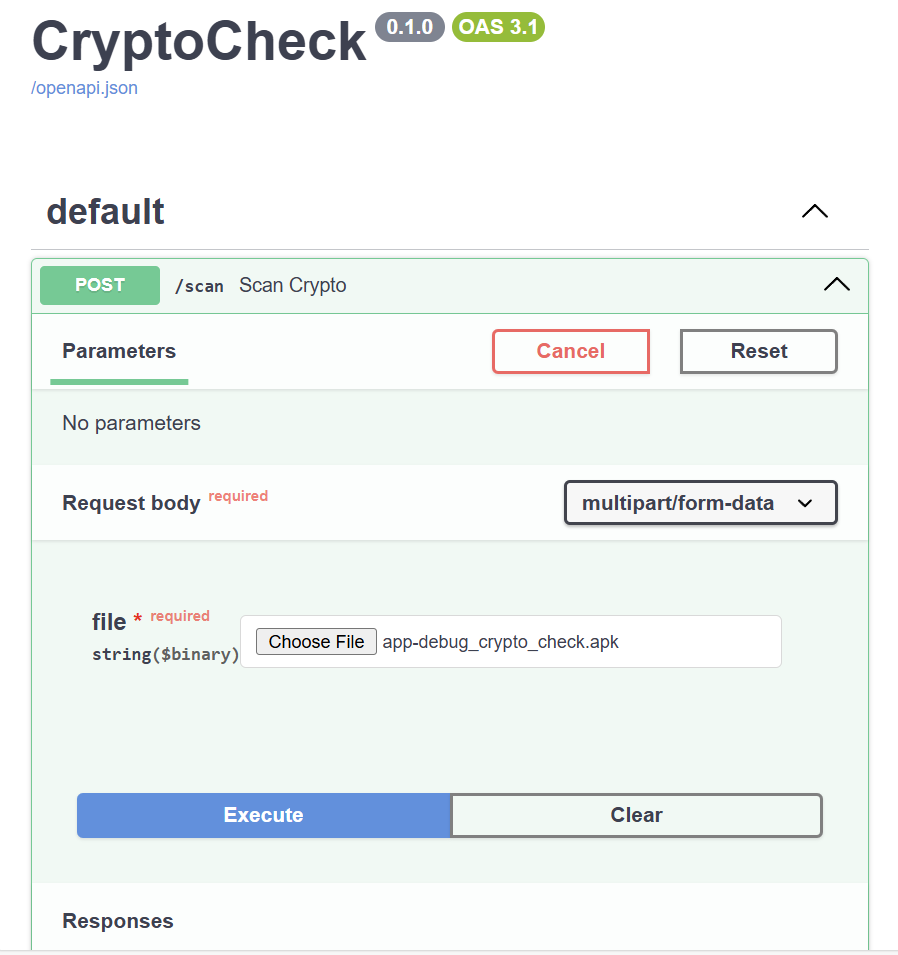 CryptoCheck 0.1.0 OAS 3.1
/openapi.json
default
POST /scan Scan Crypto
Parameters Cancel Reset
No parameters
Request body required multipart/form-data
file * required
string($binary) Choose File app-debug_crypto_check.apk
Execute Clear
Responses